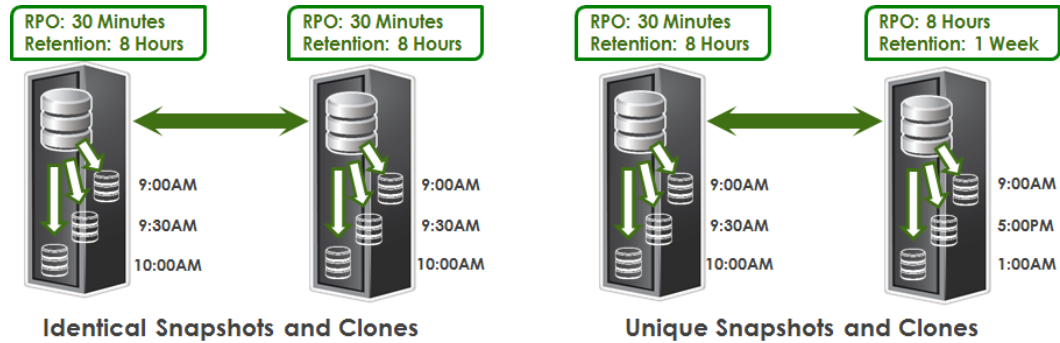 RPO: 30 Minutes
Retention: 8 Hours
RPO: 30 Minutes
Retention: 8 Hours
9:00AM
9:30AM
10:00AM
9:00AM
9:30AM
10:00AM
Identical Snapshots and Clones
RPO: 30 Minutes
Retention: 8 Hours
RPO: 8 Hours
Retention: 1 Week
9:00AM
9:30AM
10:00AM
9:00AM
5:00PM
1:00AM
Unique Snapshots and Clones